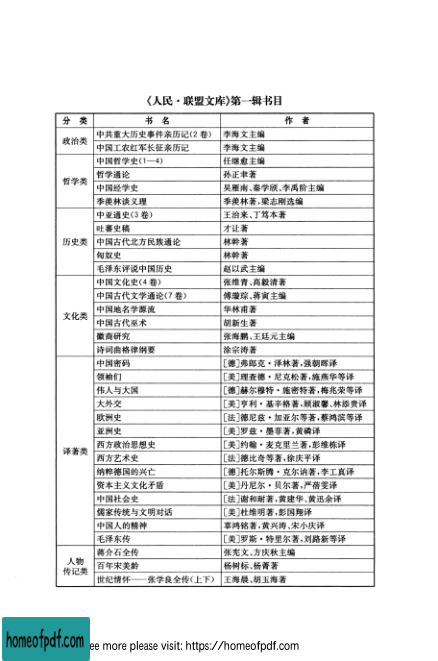 《人民·联盟文库》第一辑书目
分 类 书 名 作 者
政治类
中共重大历史事件亲历记(2卷) 李海文主编
中国工农红军长征亲历记 李海文主编
哲学类
中国哲学史(1—4) 任继愈主编
哲学通论 孙正聿著
中国经学史 吴雁南、秦学颀、李禹阶主编
季羡林谈义理 季羡林著,梁志刚选编
历史类
中亚通史(3卷) 王治来、丁笃本著
吐蕃史稿 才让著
中国古代北方民族通论 林幹著
匈奴史 林幹著
毛泽东评说中国历史 赵以武主编
文化类
中国文化史(4卷) 张维青、高毅清著
中国古代文学通论(7卷) 傅璇琮、蒋寅主编
中国地名学源流 华林甫著
中国古代巫术 胡新生著
徽商研究 张海鹏、王廷元主编
诗词曲格律纲要 涂宗涛著
译著类
中国密码 [德]弗郎克·泽林著,强朝晖译
领袖们 [美]理查德·尼克松著,施燕华等译
伟人与大国 [德]赫尔穆特·施密特著,梅兆荣等译
大外交 [美]亨利·基辛格著,顾淑馨、林添贵译
欧洲史 [法]德尼兹·加亚尔等著,蔡鸿滨等译
亚洲史 [美]罗兹·墨菲著,黄磷译
西方政治思想史 [美]约翰·麦克里兰著,彭维栋译
西方艺术史 [法]德比奇等著,徐庆平译
纳粹德国的兴亡 [德]托尔斯腾·克尔讷著,李工真译
资本主义文化矛盾 [美]丹尼尔·贝尔著,严蓓雯译
中国社会史 [法]谢和耐著,黄建华、黄迅余译
儒家传统与文明对话 [美]杜维明著,彭国翔译
中国人的精神 辜鸿铭著,黄兴涛、宋小庆译
毛泽东传 [美]罗斯·特里尔著,刘路新等译
人物
传记类
蒋介石全传 张宪文、方庆秋主编
百年宋美龄 杨树标、杨菁著
世纪情怀——张学良全传(上下) 王海晨、胡玉海著
homeofpdf.com
ee more please visit: https://homeofpdf.com